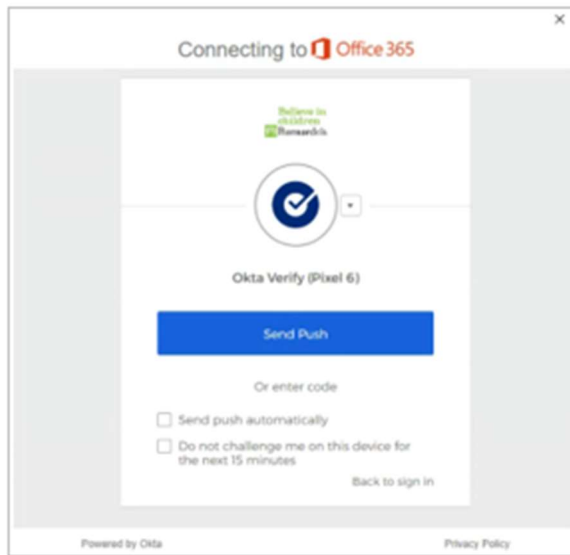 ×
Connecting to Office 365
Believe in
children
Barnardo's
Okta Verify (Pixel 6)
Send Push
Or enter code
Send push automatically
Do not challenge me on this device for
the next 15 minutes
Back to sign in
Powered by Okta
Privacy Policy